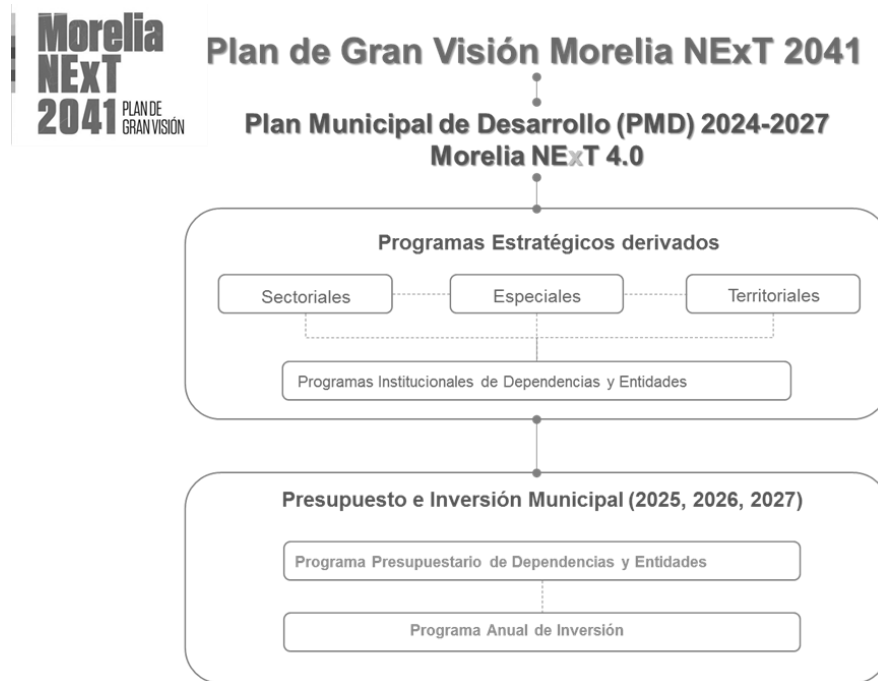 Morelia
NExT
2041 PLAN DE
GRAN VISIÓN
Plan de Gran Visión Morelia NExT 2041
Plan Municipal de Desarrollo (PMD) 2024-2027
Morelia NExT 4.0
Programas Estratégicos derivados
Sectoriales
Especiales
Territoriales
Programas Institucionales de Dependencias y Entidades
Presupuesto e Inversión Municipal (2025, 2026, 2027)
Programa Presupuestario de Dependencias y Entidades
Programa Anual de Inversión